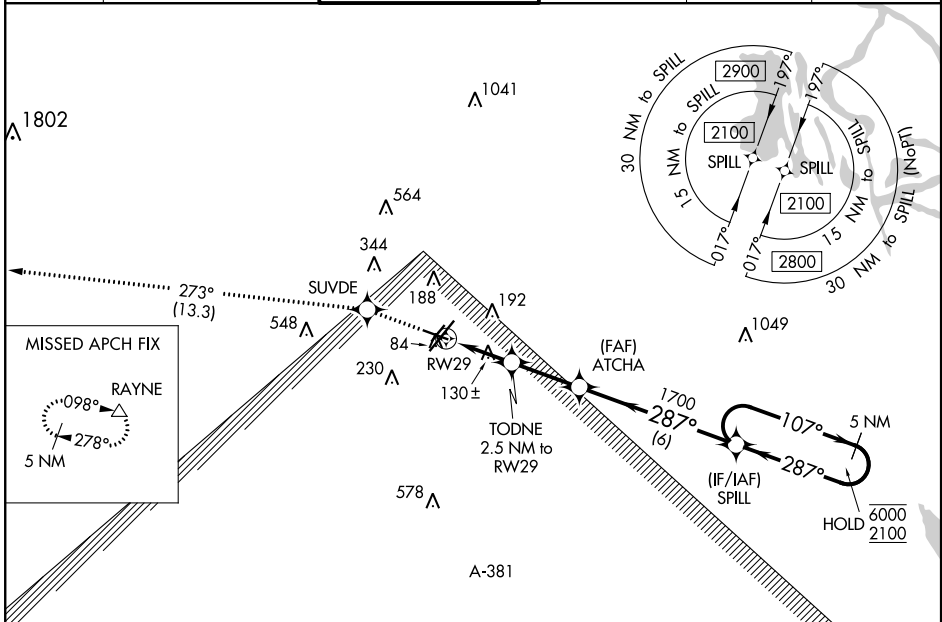 1802
1041
564
344
SUVDE
188
192
273°
(13.3)
548
84
RW29
230
130 ±
TODNE
2.5 NM to
RW29
578
A-381
(FAF)
ATCHA
1700
287°
(6)
1049
(IF/IAF)
SPILL
107°
287°
5 NM
HOLD
6000
2100
MISSED APCH FIX
RAYNE
098°
278°
5 NM
30 NM to SPILL
15 NM to SPILL
2900
2100
197°
197°
SPILL
SPILL
2100
2800
017°
017°
15 NM to SPILL
30 NM to SPILL (NoPT)